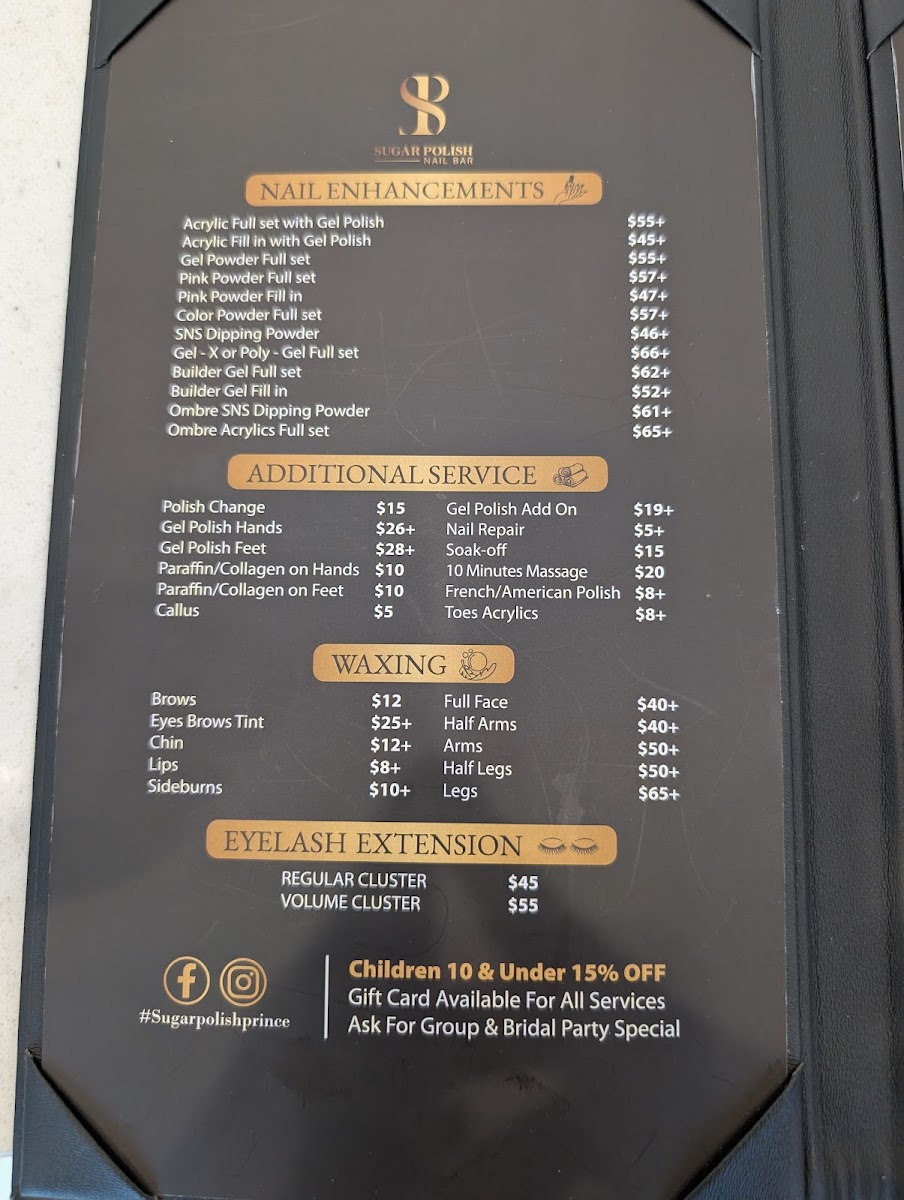 SB
SUGAR POLISH
NAIL BAR
NAIL ENHANCEMENTS
Acrylic Full set with Gel Polish $55+
Acrylic Fill in with Gel Polish $45+
Gel Powder Full set $55+
Pink Powder Full set $57+
Pink Powder Fill in $47+
Color Powder Full set $57+
SNS Dipping Powder $46+
Gel - X or Poly - Gel Full set $66+
Builder Gel Full set $62+
Builder Gel Fill in $52+
Ombre SNS Dipping Powder $61+
Ombre Acrylics Full set $65+
ADDITIONAL SERVICE
Polish Change $15 Gel Polish Add On $19+
Gel Polish Hands $26+ Nail Repair $5+
Gel Polish Feet $28+ Soak-off $15
Paraffin/Collagen on Hands $10 10 Minutes Massage $20
Paraffin/Collagen on Feet $10 French/American Polish $8+
Callus $5 Toes Acrylics $8+
WAXING
Brows $12 Full Face $40+
Eyes Brows Tint $25+ Half Arms $40+
Chin $12+ Arms $50+
Lips $8+ Half Legs $50+
Sideburns $10+ Legs $65+
EYELASH EXTENSION
REGULAR CLUSTER $45
VOLUME CLUSTER $55
#Sugarpolishprince
Children 10 & Under 15% OFF
Gift Card Available For All Services
Ask For Group & Bridal Party Special